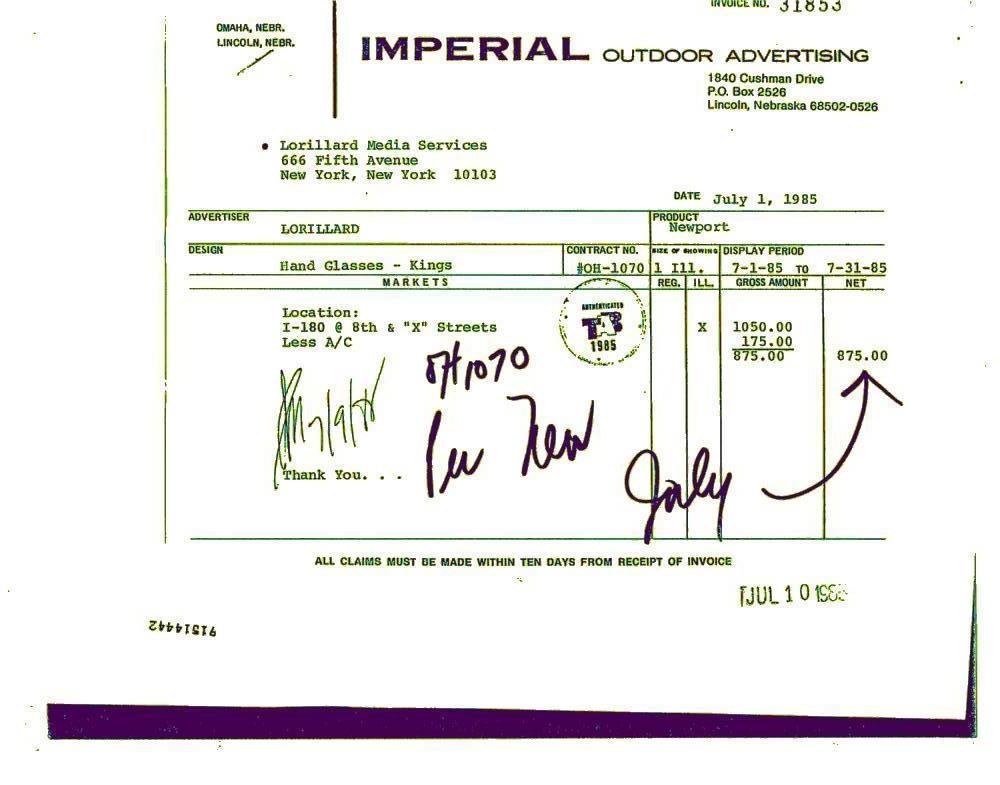 INVOICE NO. 31853
OMAHA, NEBR.
LINCOLN, NEBR.
IMPERIAL OUTDOOR ADVERTISING
1840 Cushman Drive
P.O. Box 2526
Lincoln, Nebraska 68502-0526
Lorillard Media Services
666 Fifth Avenue
New York, New York 10103
DATE July 1, 1985
ADVERTISER LORILLARD PRODUCT Newport
DESIGN Hand Glasses - Kings CONTRACT NO. #OH-1070 SIZE OF SHOWING 1 Ill. DISPLAY PERIOD 7-1-85 TO 7-31-85
MARKETS REG. ILL. GROSS AMOUNT NET
Location:
I-180 @ 8th & "X" Streets X 1050.00
Less A/C 175.00
875.00 875.00
AUTHENTICATED
TAB
1985
OH1070
Per New
July
Thank You. . . .
ALL CLAIMS MUST BE MADE WITHIN TEN DAYS FROM RECEIPT OF INVOICE
JUL 10 1985
91514442